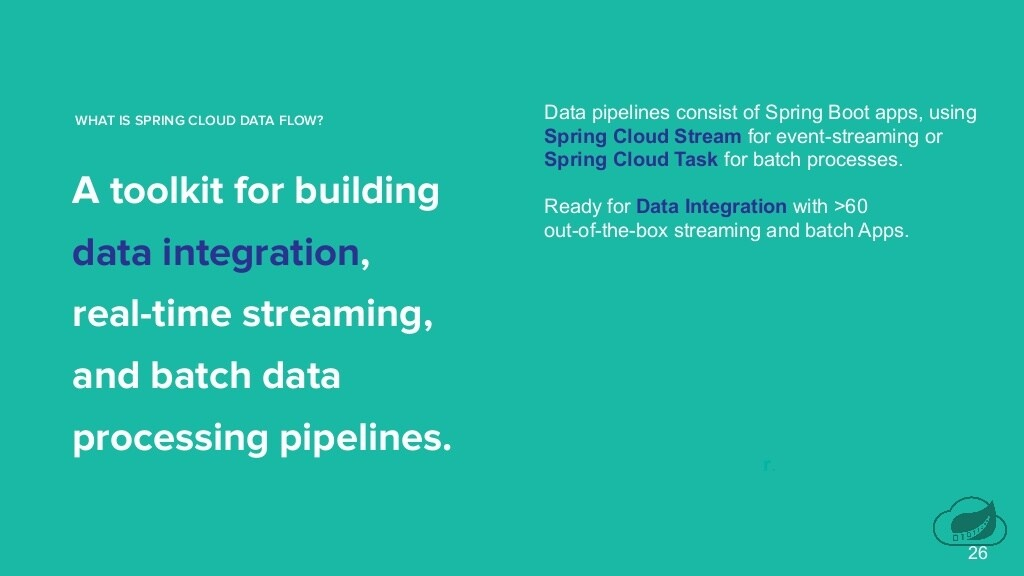 WHAT IS SPRING CLOUD DATA FLOW?
A toolkit for building
data integration,
real-time streaming,
and batch data
processing pipelines.
Data pipelines consist of Spring Boot apps, using
Spring Cloud Stream for event-streaming or
Spring Cloud Task for batch processes.
Ready for Data Integration with >60
out-of-the-box streaming and batch Apps.
r.
26